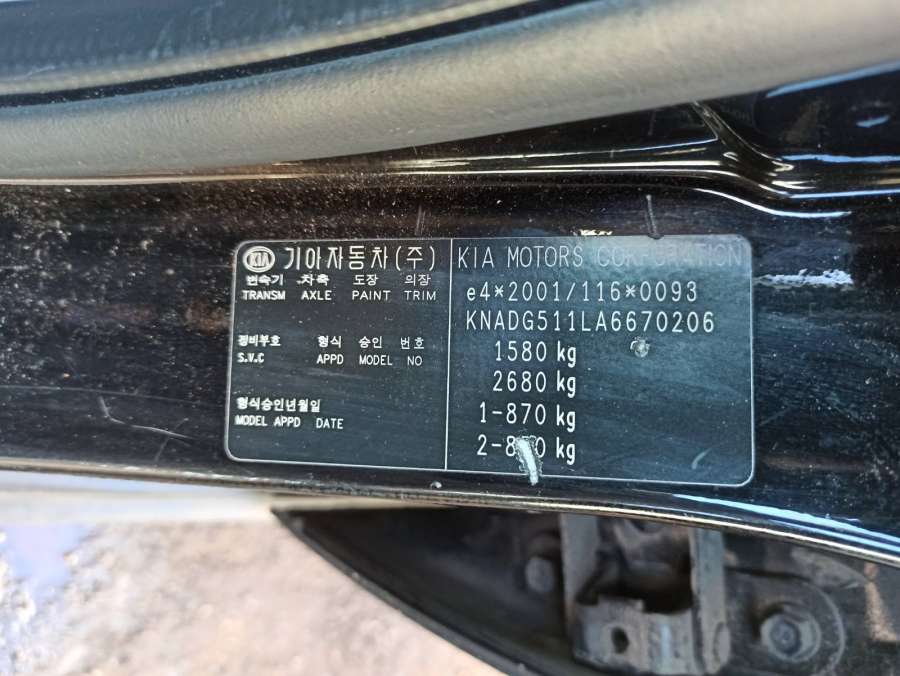 KIA 기아자동차(주)
변속기 차축 도장 의장
TRANSM AXLE PAINT TRIM
정비부호 형식 승인 번호
S.V.C APPD MODEL NO
형식승인년월일
MODEL APPD DATE
KIA MOTORS CORPORATION
e4*2001/116*0093
KNADG511LA6670206
1580 kg
2680 kg
1-870 kg
kg